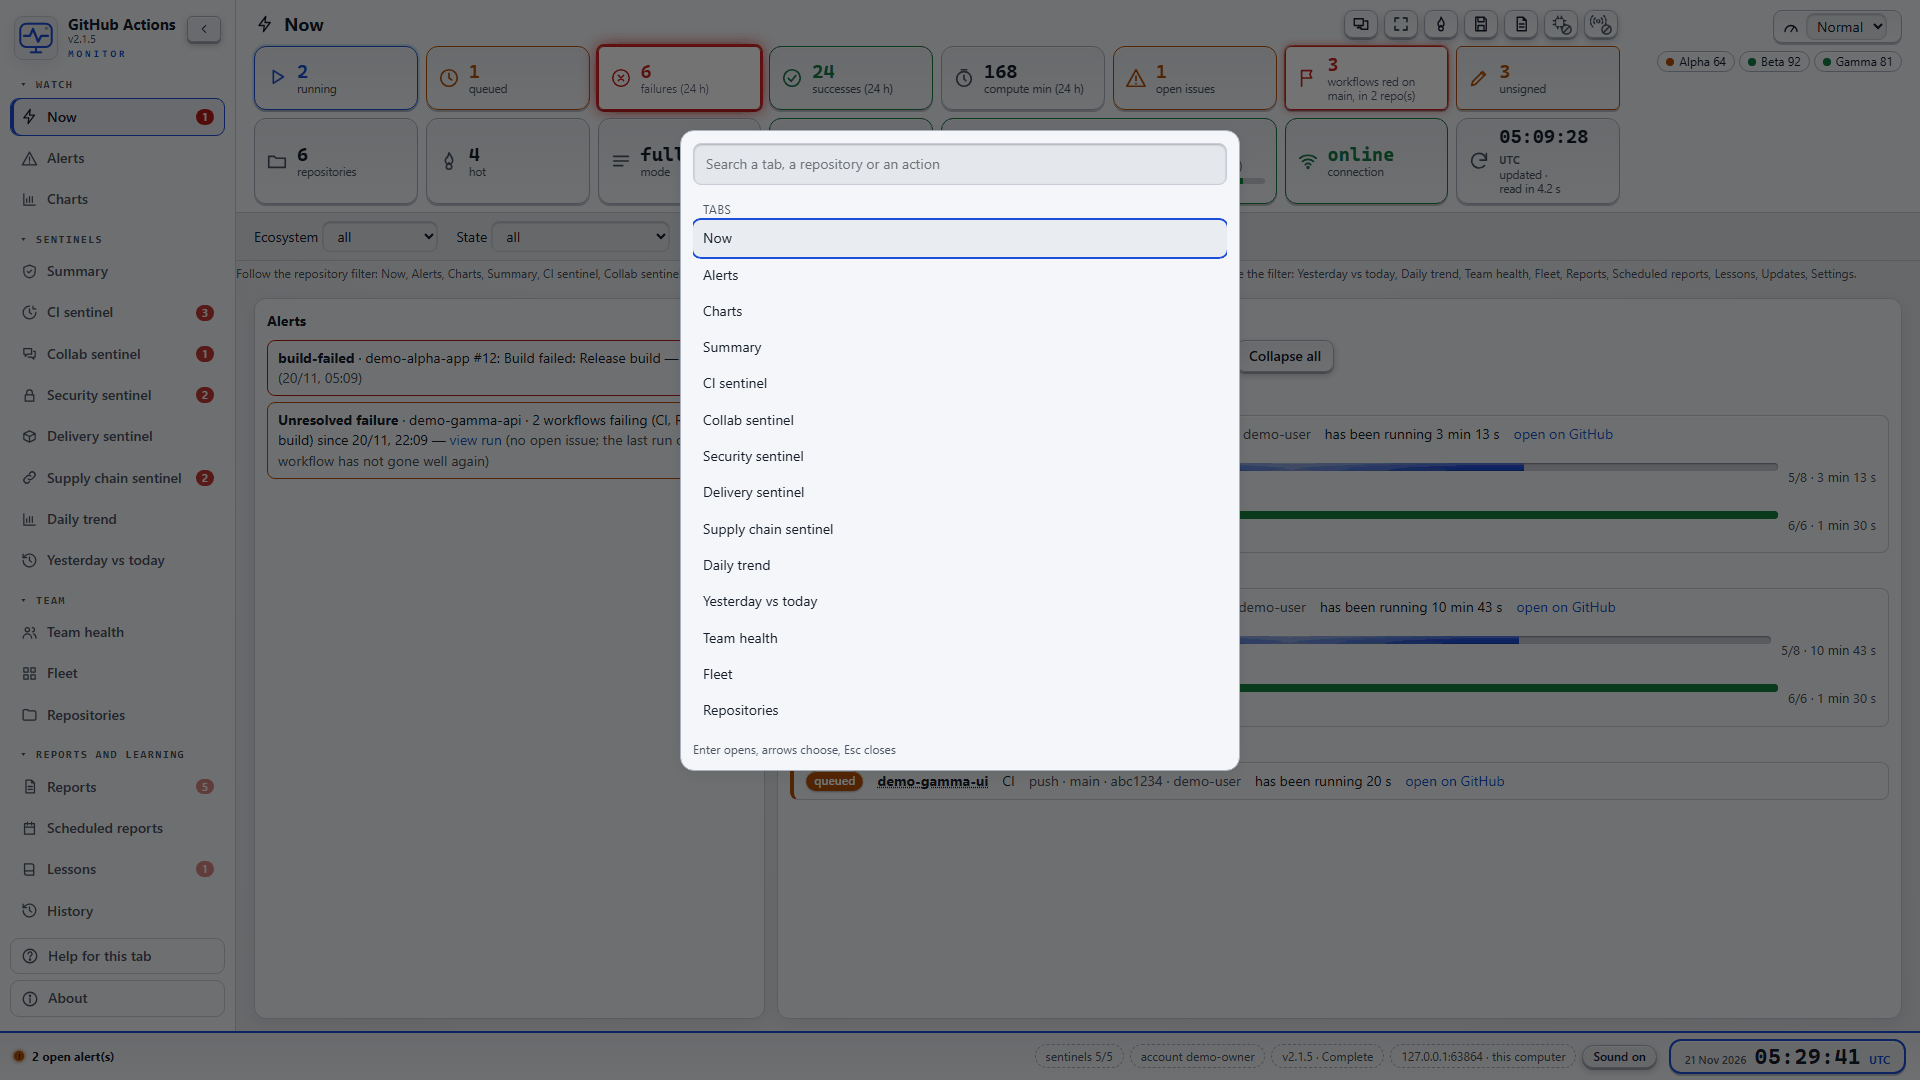 GitHub Actions
v2.1.5
MONITOR
WATCH
Now 1
Alerts
Charts
SENTINELS
Summary
CI sentinel 3
Collab sentinel 1
Security sentinel 2
Delivery sentinel
Supply chain sentinel 2
Daily trend
Yesterday vs today
TEAM
Team health
Fleet
Repositories
REPORTS AND LEARNING
Reports 5
Scheduled reports
Lessons 1
History
Help for this tab
About
Now
Normal
2
running
1
queued
6
failures (24 h)
24
successes (24 h)
168
compute min (24 h)
1
open issues
3
workflows red on
main, in 2 repo(s)
3
unsigned
Alpha 64
Beta 92
Gamma 81
6
repositories
4
hot
full
mode
online
connection
05:09:28
UTC
updated ·
read in 4.2 s
Ecosystem all State all
Follow the repository filter: Now, Alerts, Charts, Summary, CI sentinel, Collab sentine
e the filter: Yesterday vs today, Daily trend, Team health, Fleet, Reports, Scheduled reports, Lessons, Updates, Settings.
Alerts
build-failed · demo-alpha-app #12: Build failed: Release build —
(20/11, 05:09)
Unresolved failure · demo-gamma-api · 2 workflows failing (CI,
build) since 20/11, 22:09 — view run (no open issue; the last run
workflow has not gone well again)
Search a tab, a repository or an action
TABS
Now
Alerts
Charts
Summary
CI sentinel
Collab sentinel
Security sentinel
Delivery sentinel
Supply chain sentinel
Daily trend
Yesterday vs today
Team health
Fleet
Repositories
Enter opens, arrows choose, Esc closes
Collapse all
demo-user has been running 3 min 13 s open on GitHub
5/8 · 3 min 13 s
6/6 · 1 min 30 s
demo-user has been running 10 min 43 s open on GitHub
5/8 · 10 min 43 s
6/6 · 1 min 30 s
queued demo-gamma-ui CI push · main · abc1234 · demo-user has been running 20 s open on GitHub
2 open alert(s)
sentinels 5/5
account demo-owner
v2.1.5 · Complete
127.0.0.1:63864 · this computer
Sound on
21 Nov 2026 05:29:41 UTC